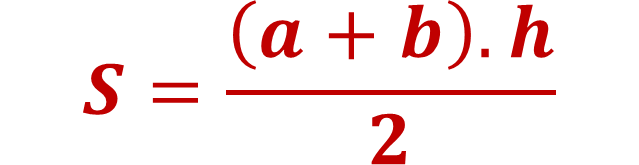 S = (a + b).h / 2